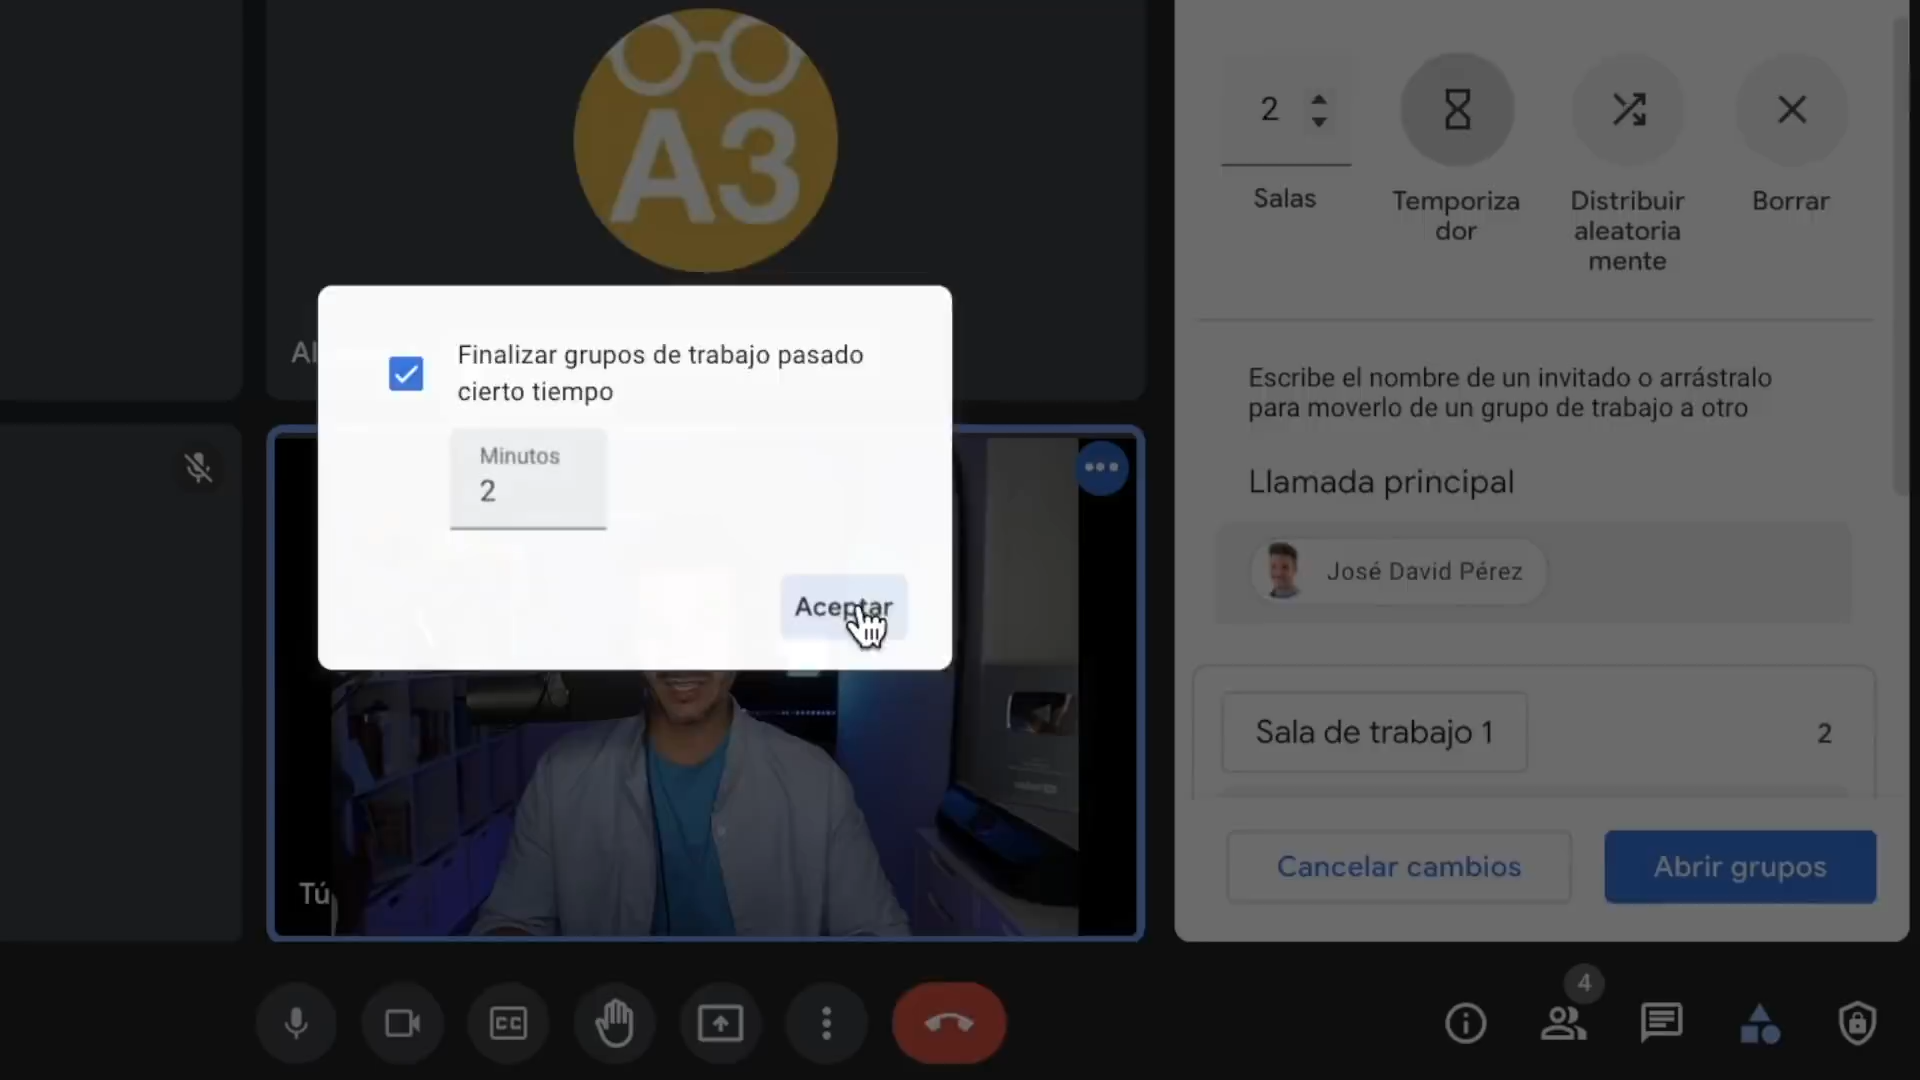 A3
2
Salas
Temporiza
dor
Distribuir
aleatoria
mente
Borrar
Al
Finalizar grupos de trabajo pasado
cierto tiempo
Minutos
2
Aceptar
Escribe el nombre de un invitado o arrástralo
para moverlo de un grupo de trabajo a otro
Llamada principal
José David Pérez
Sala de trabajo 1
2
Tú
Cancelar cambios
Abrir grupos
CC
4